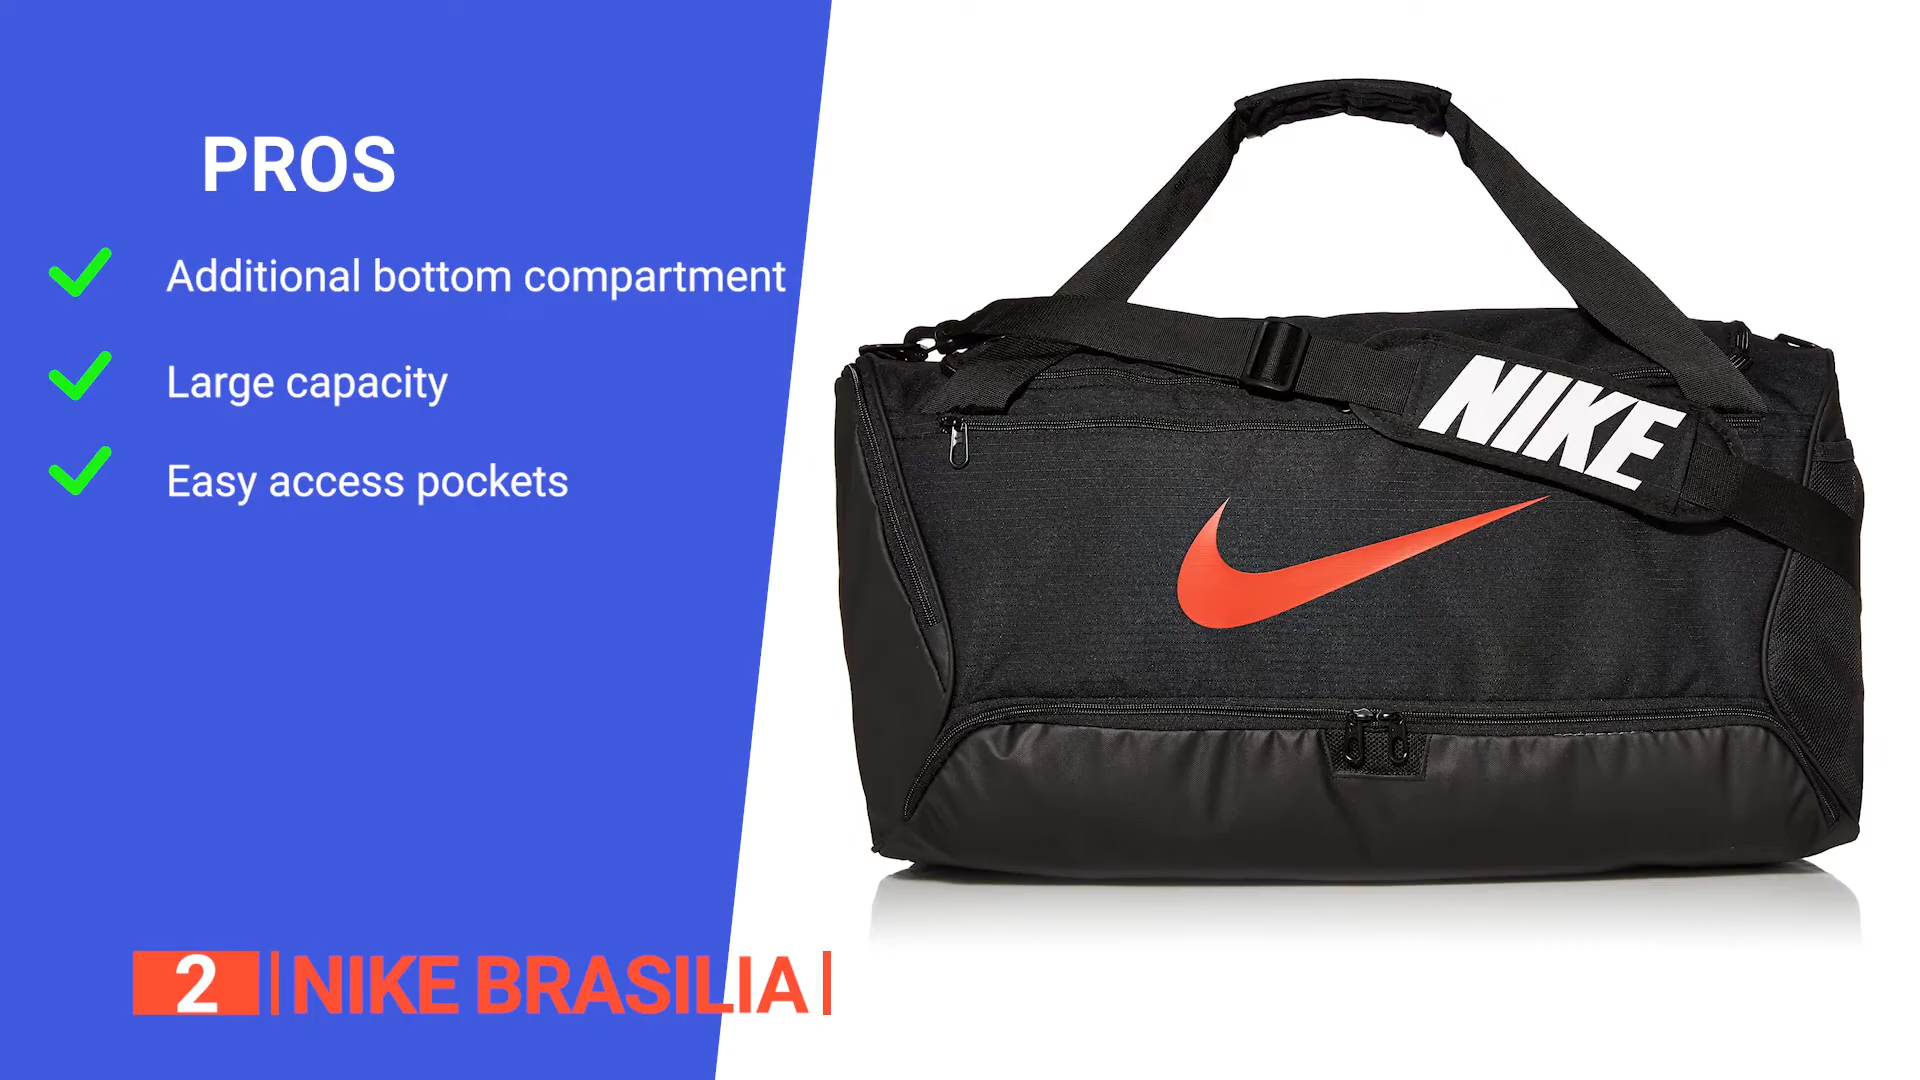 PROS
Additional bottom compartment
Large capacity
Easy access pockets
NIKE
2 NIKE BRASILIA